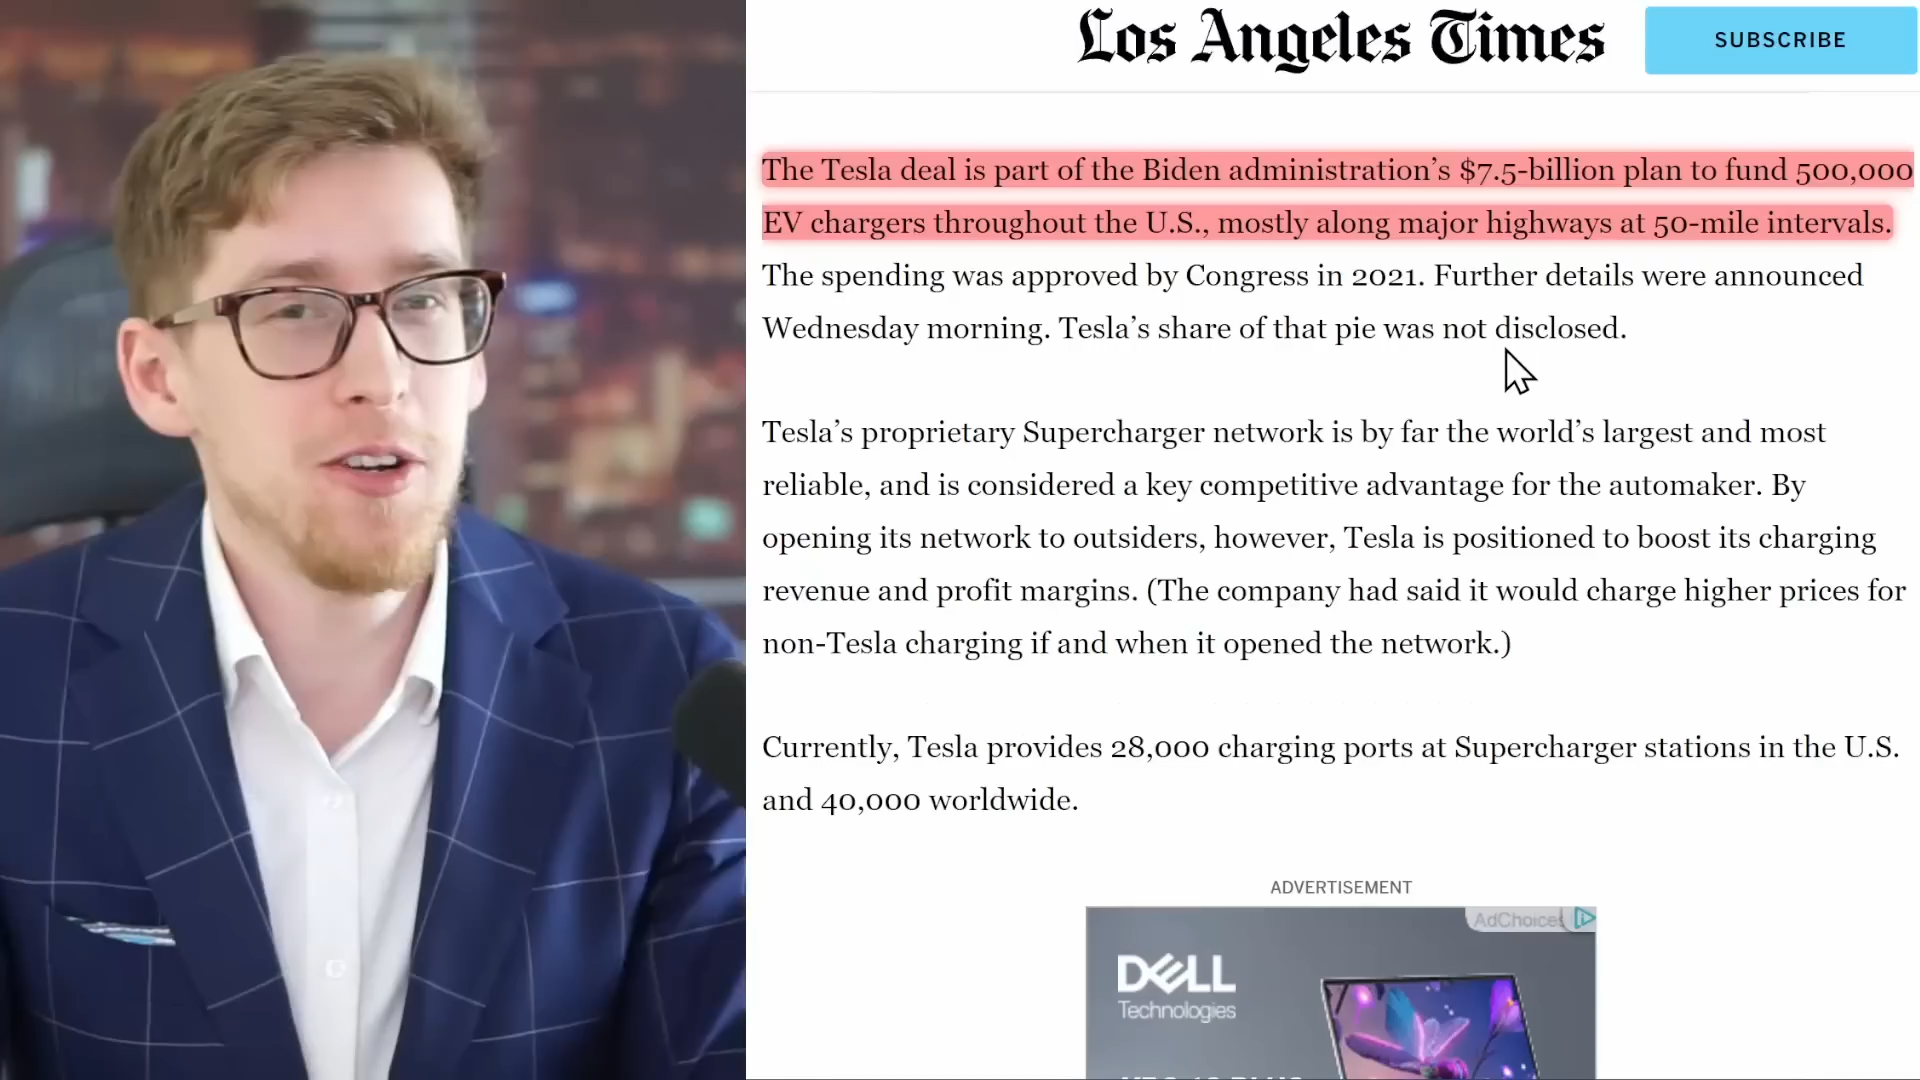 Los Angeles Times
SUBSCRIBE
The Tesla deal is part of the Biden administration’s $7.5-billion plan to fund 500,000
EV chargers throughout the U.S., mostly along major highways at 50-mile intervals.
The spending was approved by Congress in 2021. Further details were announced
Wednesday morning. Tesla’s share of that pie was not disclosed.
Tesla’s proprietary Supercharger network is by far the world’s largest and most
reliable, and is considered a key competitive advantage for the automaker. By
opening its network to outsiders, however, Tesla is positioned to boost its charging
revenue and profit margins. (The company had said it would charge higher prices for
non-Tesla charging if and when it opened the network.)
Currently, Tesla provides 28,000 charging ports at Supercharger stations in the U.S.
and 40,000 worldwide.
ADVERTISEMENT
AdChoices
DELL
Technologies